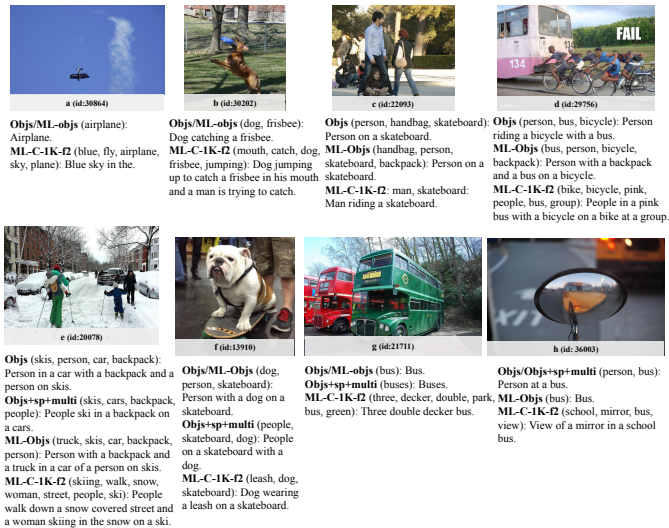 a (id:30864)
Objs/ML-objs (airplane):
Airplane.
ML-C-1K-f2 (blue, fly, airplane,
sky, plane): Blue sky in the.
b (id:30202)
Objs/ML-objs (dog, frisbee):
Dog catching a frisbee.
ML-C-1K-f2 (mouth, catch, dog,
frisbee, jumping): Dog jumping
up to catch a frisbee in his mouth
and a man is trying to catch.
c (id:22093)
Objs (person, handbag, skateboard):
Person on a skateboard.
ML-Objs (handbag, person,
skateboard, backpack): Person on a
skateboard.
ML-C-1K-f2: man, skateboard:
Man riding a skateboard.
FAIL
134
134
d (id:29756)
Objs (person, bus, bicycle): Person
riding a bicycle with a bus.
ML-Objs (bus, person, bicycle,
backpack): Person with a backpack
and a bus on a bicycle.
ML-C-1K-f2 (bike, bicycle, pink,
people, bus, group): People in a pink
bus with a bicycle on a bike at a group.
e (id:20078)
Objs (skis, person, car, backpack):
Person in a car with a backpack and a
person on skis.
Objs+sp+multi (skis, cars, backpack,
people): People ski in a backpack on
a cars.
ML-Objs (truck, skis, car, backpack,
person): Person with a backpack and
a truck in a car of a person on skis.
ML-C-1K-f2 (skiing, walk, snow,
woman, street, people, ski): People
walk down a snow covered street and
a woman skiing in the snow on a ski.
f (id:13910)
Objs/ML-Objs (dog,
person, skateboard):
Person with a dog on a
skateboard.
Objs+sp+multi (people,
skateboard, dog): People
on a skateboard with a
dog.
ML-C-1K-f2 (leash, dog,
skateboard): Dog wearing
a leash on a skateboard.
g (id:21711)
Objs/ML-objs (bus): Bus.
Objs+sp+multi (buses): Buses.
ML-C-1K-f2 (three, decker, double, park,
bus, green): Three double decker bus.
h (id: 36003)
Objs/Objs+sp+multi (person, bus):
Person at a bus.
ML-Objs (bus): Bus.
ML-C-1K-f2 (school, mirror, bus,
view): View of a mirror in a school
bus.